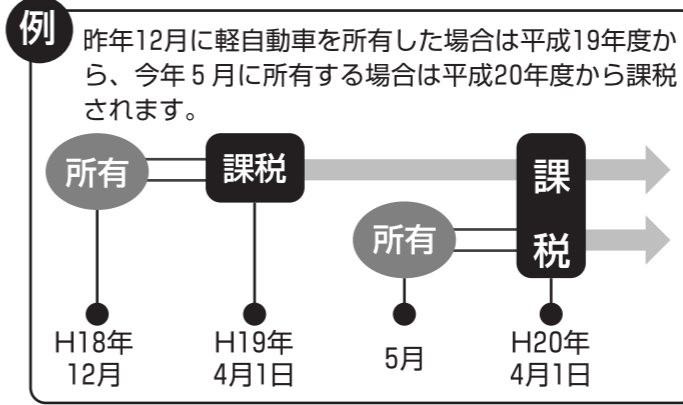 例
昨年12月に軽自動車を所有した場合は平成19年度か
ら、今年5月に所有する場合は平成20年度から課税
されます。
所有
課税
課税
所有
H18年
12月
H19年
4月1日
5月
H20年
4月1日